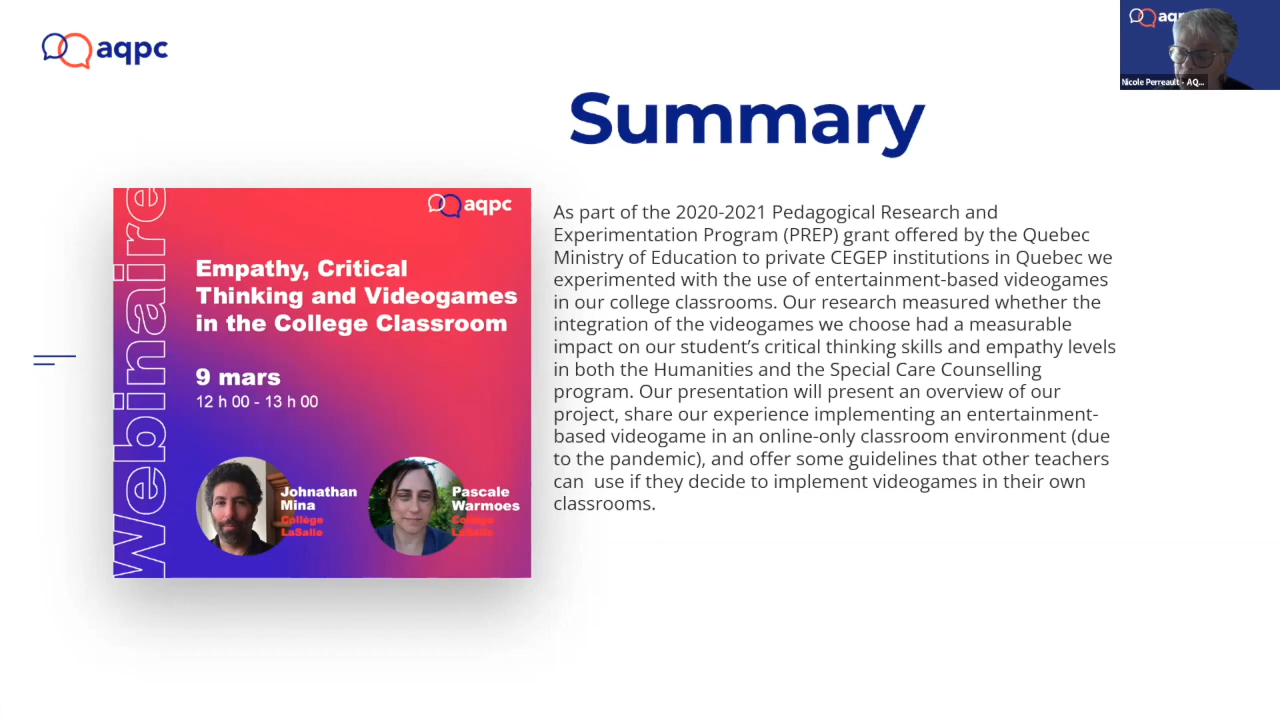 aqpc
aq
Nicole Perreault - AQ...
Summary
Webinaire
aqpc
Empathy, Critical
Thinking and Videogames
in the College Classroom
9 mars
12 h 00 - 13 h 00
Johnathan
Mina
Collège
LaSalle
Pascale
Warmoes
Collège
LaSalle
As part of the 2020-2021 Pedagogical Research and
Experimentation Program (PREP) grant offered by the Quebec
Ministry of Education to private CEGEP institutions in Quebec we
experimented with the use of entertainment-based videogames
in our college classrooms. Our research measured whether the
integration of the videogames we choose had a measurable
impact on our student’s critical thinking skills and empathy levels
in both the Humanities and the Special Care Counselling
program. Our presentation will present an overview of our
project, share our experience implementing an entertainment-
based videogame in an online-only classroom environment (due
to the pandemic), and offer some guidelines that other teachers
can  use if they decide to implement videogames in their own
classrooms.